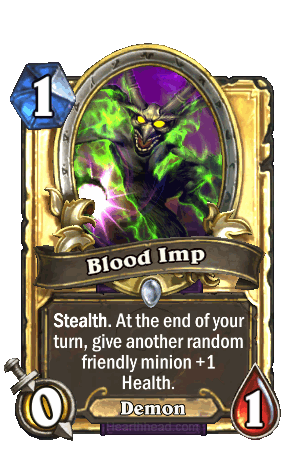 1
Blood Imp
Stealth. At the end of your
turn, give another random
friendly minion +1
Health.
0
Demon
1
Hearthhead.com